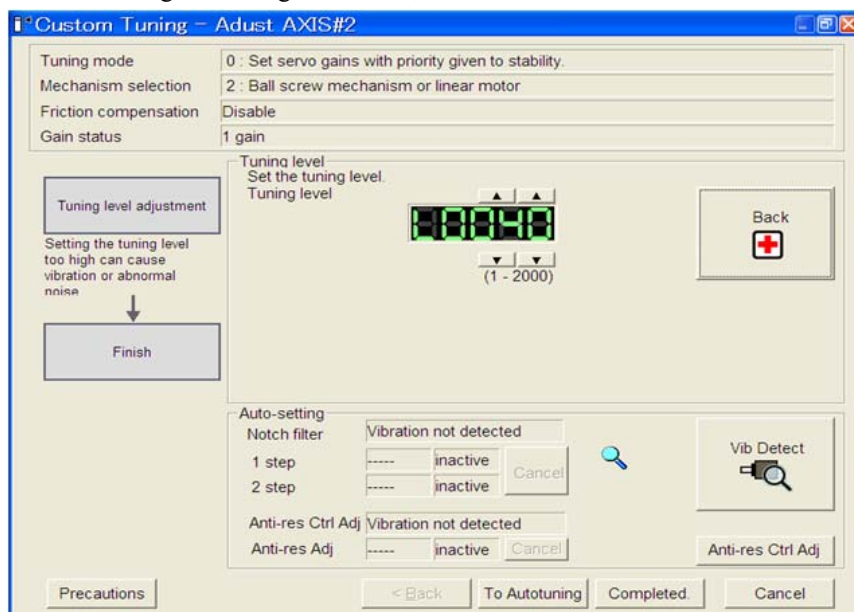 Custom Tuning - Adust AXIS#2
Tuning mode
0 : Set servo gains with priority given to stability.
Mechanism selection
2 : Ball screw mechanism or linear motor
Friction compensation
Disable
Gain status
1 gain
Tuning level adjustment
Setting the tuning level
too high can cause
vibration or abnormal
noise
Finish
Tuning level
Set the tuning level.
Tuning level
L0040
(1 - 2000)
Back
Auto-setting
Notch filter
Vibration not detected
1 step
-----
inactive
2 step
-----
inactive
Cancel
Anti-res Ctrl Adj
Vibration not detected
Anti-res Adj
-----
inactive
Cancel
Vib Detect
Anti-res Ctrl Adj
Precautions
< Back
To Autotuning
Completed.
Cancel